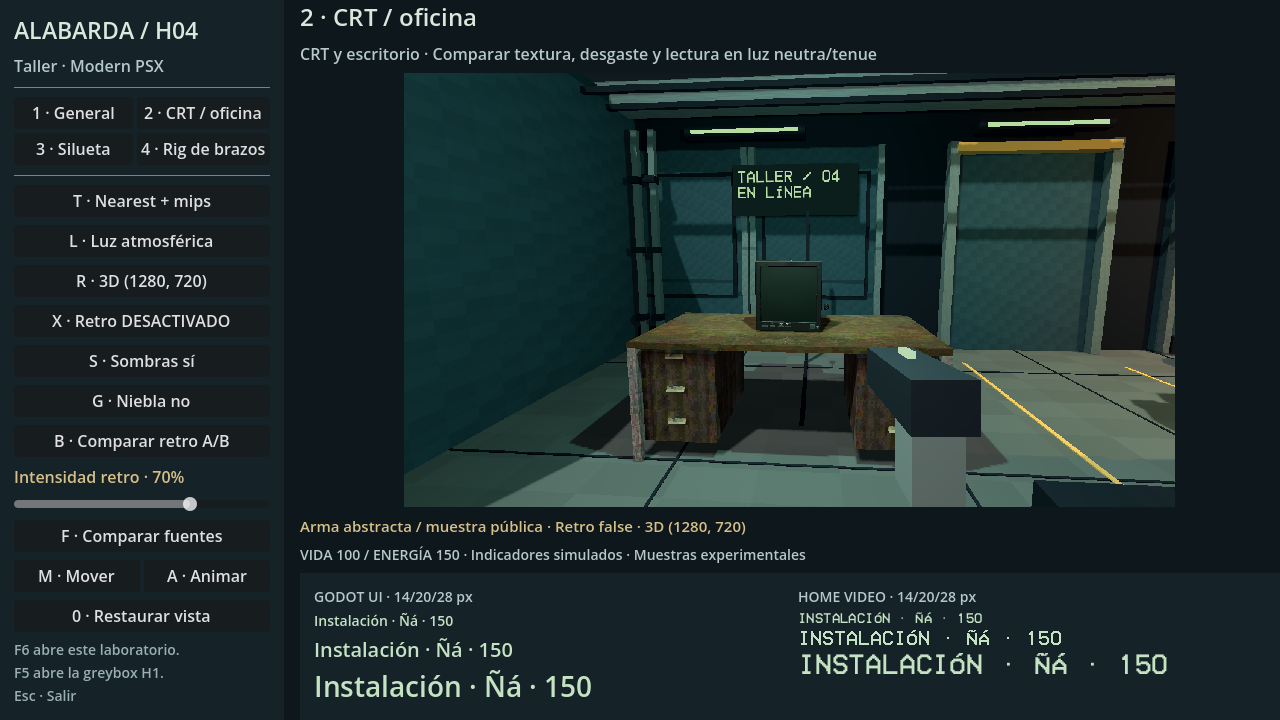 ALABARDA / H04
Taller · Modern PSX
1 · General
2 · CRT / oficina
3 · Silueta
4 · Rig de brazos
T · Nearest + mips
L · Luz atmosférica
R · 3D (1280, 720)
X · Retro DESACTIVADO
S · Sombras sí
G · Niebla no
B · Comparar retro A/B
Intensidad retro · 70%
F · Comparar fuentes
M · Mover
A · Animar
0 · Restaurar vista
F6 abre este laboratorio.
F5 abre la greybox H1.
Esc · Salir
2 · CRT / oficina
CRT y escritorio · Comparar textura, desgaste y lectura en luz neutra/tenue
TALLER / 04
EN LíNEA
Arma abstracta / muestra pública · Retro false · 3D (1280, 720)
VIDA 100 / ENERGÍA 150 · Indicadores simulados · Muestras experimentales
GODOT UI · 14/20/28 px
Instalación · Ñá · 150
Instalación · Ñá · 150
Instalación · Ñá · 150
HOME VIDEO · 14/20/28 px
INSTALACIóN · Ñá · 150
INSTALACIóN · Ñá · 150
INSTALACIóN · Ñá · 150